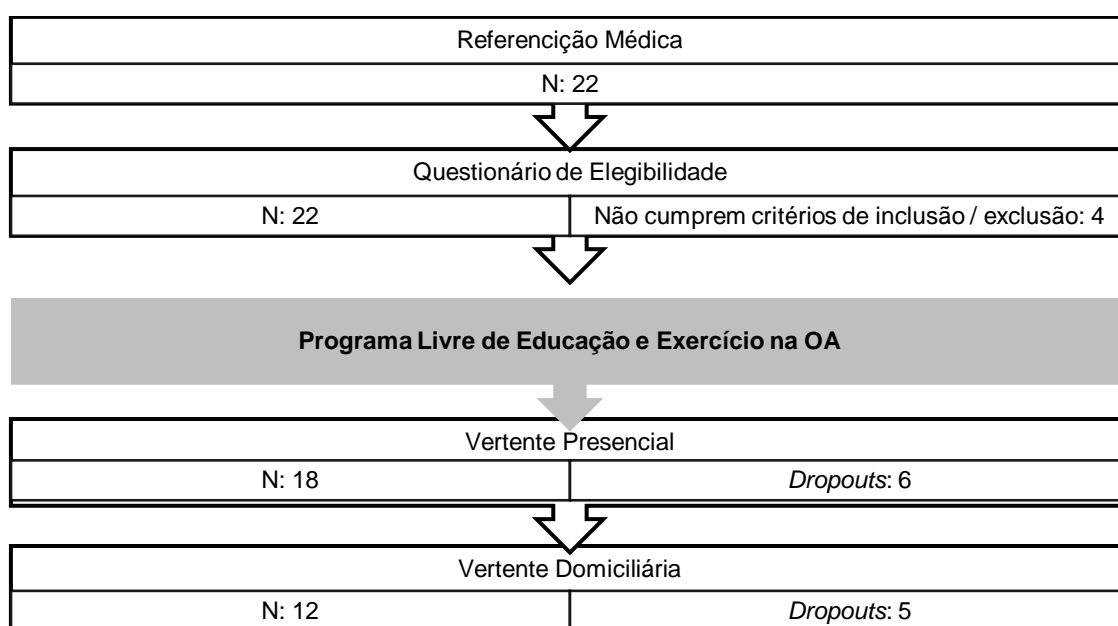 Referencição Médica
N: 22
Questionário de Elegibilidade
N: 22
Não cumprem critérios de inclusão / exclusão: 4
Programa Livre de Educação e Exercício na OA
Vertente Presencial
N: 18
Dropouts: 6
Vertente Domiciliária
N: 12
Dropouts: 5